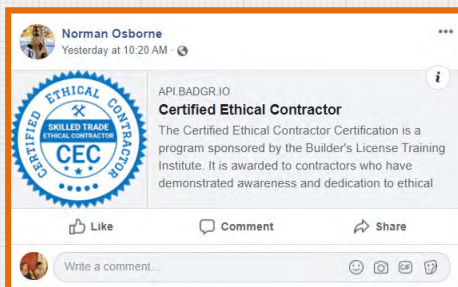 Norman Osborne
Yesterday at 10:20 AM
API.BADGR.IO
Certified Ethical Contractor
The Certified Ethical Contractor Certification is a
program sponsored by the Builder's License Training
Institute. It is awarded to contractors who have
demonstrated awareness and dedication to ethical
CERTIFIED ETHICAL CONTRACTOR
SKILLED TRADE
ETHICAL CONTRACTOR
CEC
i
Like
Comment
Share
Write a comment...
GIF